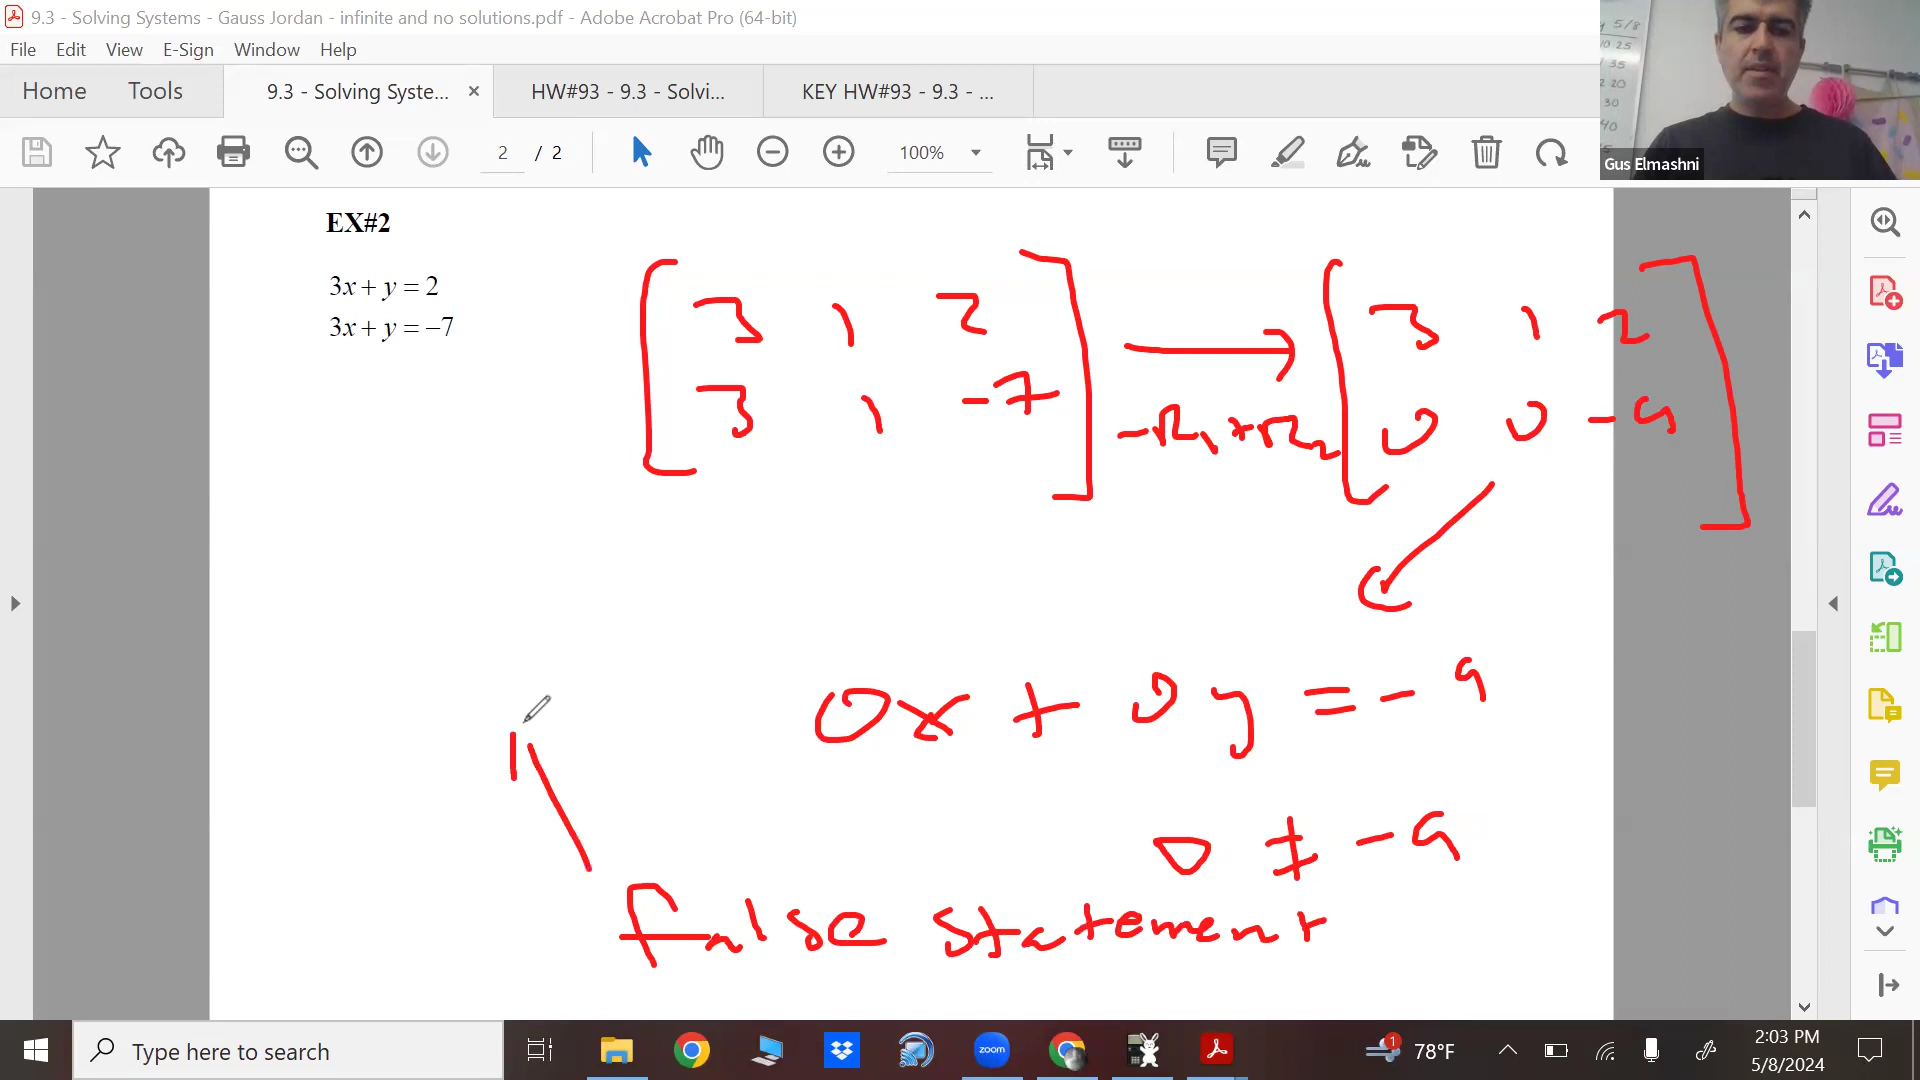 9.3 - Solving Systems - Gauss Jordan - infinite and no solutions.pdf - Adobe Acrobat Pro (64-bit)
File Edit View E-Sign Window Help
Home Tools 9.3 - Solving Syste... × HW#93 - 9.3 - Solvi... KEY HW#93 - 9.3 - ...
2 / 2 100%
Gus Elmashni
EX#2
3x + y = 2
3x + y = −7
3 1 2
3 1 -7
-R1+R2
3 1 2
0 0 -9
0x + 0y = -9
0 ≠ -9
false statement
Type here to search
zoom
1
78°F
2:03 PM
5/8/2024